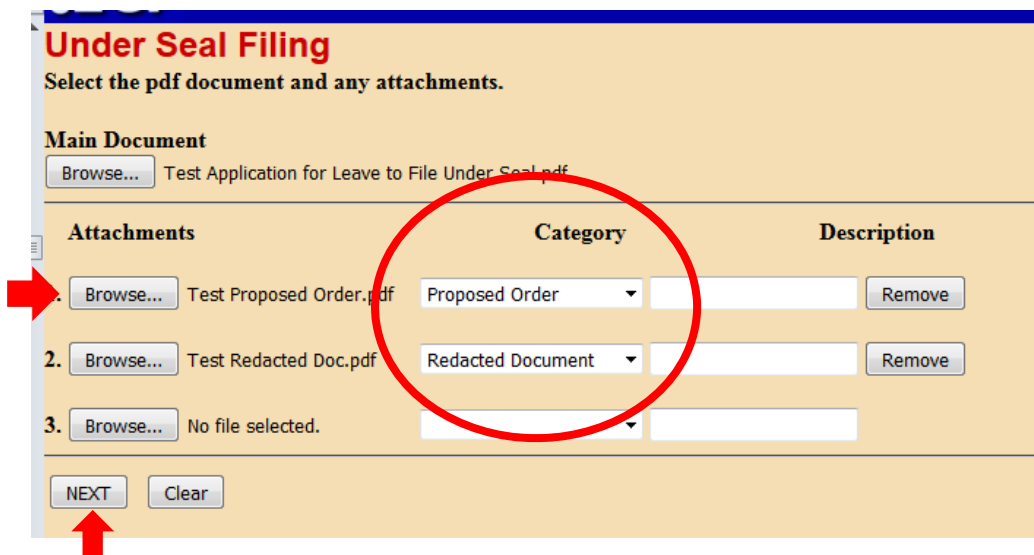 Under Seal Filing
Select the pdf document and any attachments.
Main Document
Browse... Test Application for Leave to File Under Seal.pdf
Attachments Category Description
Browse... Test Proposed Order.pdf Proposed Order Remove
2. Browse... Test Redacted Doc.pdf Redacted Document Remove
3. Browse... No file selected.
NEXT Clear